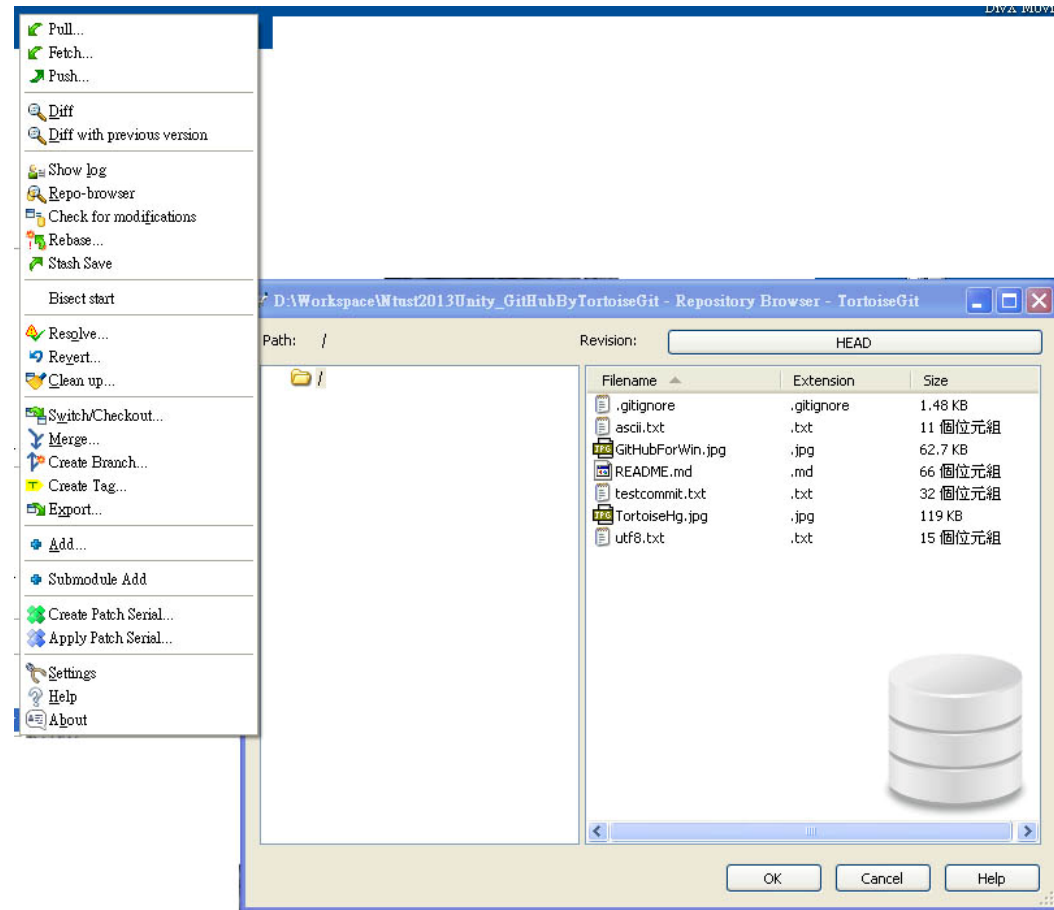 DivX Movi
Pull...
Fetch...
Push...
Diff
Diff with previous version
Show log
Repo-browser
Check for modifications
Rebase...
Stash Save
Bisect start
Resolve...
Revert...
Clean up...
Switch/Checkout...
Merge...
Create Branch...
Create Tag...
Export...
Add...
Submodule Add
Create Patch Serial...
Apply Patch Serial...
Settings
Help
About
D:\Workspace\Ntust2013Unity_GitHubByTortoiseGit - Repository Browser - TortoiseGit
Path: / Revision: HEAD
/
Filename Extension Size
.gitignore .gitignore 1.48 KB
ascii.txt .txt 11 個位元組
GitHubForWin.jpg .jpg 62.7 KB
README.md .md 66 個位元組
testcommit.txt .txt 32 個位元組
TortoiseHg.jpg .jpg 119 KB
utf8.txt .txt 15 個位元組
OK Cancel Help